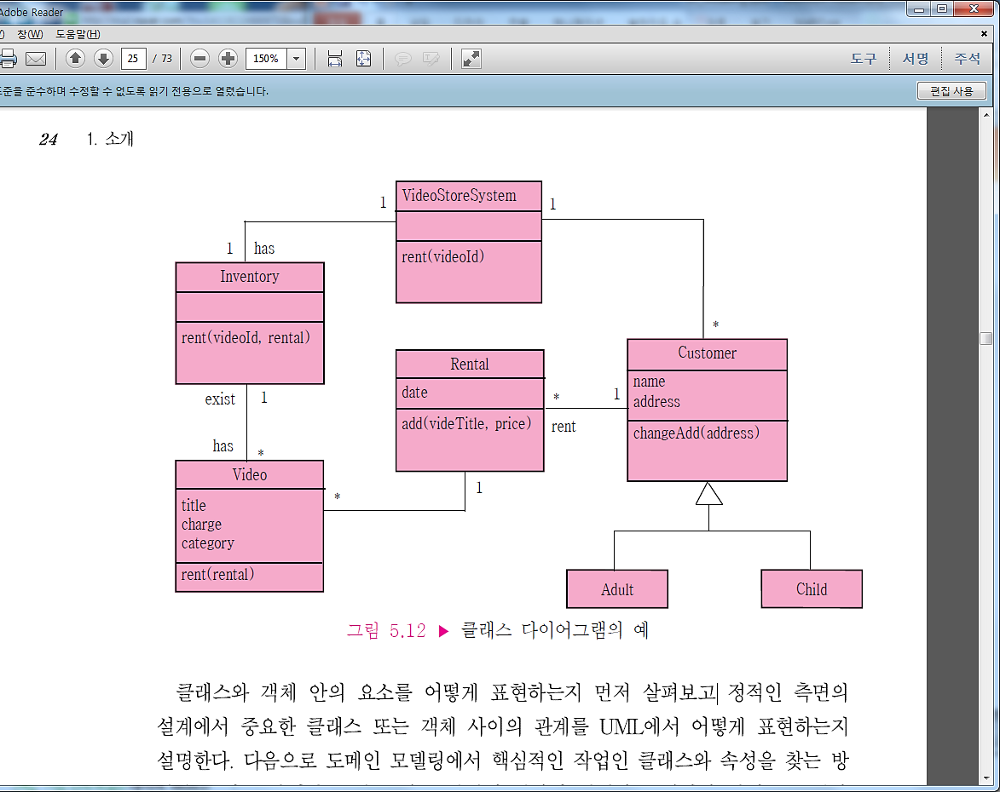 Adobe Reader
창(W) 도움말(H)
25 / 73 150% 도구 서명 주석
표준을 준수하며 수정할 수 없도록 읽기 전용으로 열렸습니다. 편집 사용
24 1. 소개
VideoStoreSystem
rent(videoId)
1
1
1 has
Inventory
rent(videoId, rental)
exist 1
has *
Video
title
charge
category
rent(rental)
*
1
Rental
date
add(videTitle, price)
* 1
rent
*
Customer
name
address
changeAdd(address)
Adult
Child
그림 5.12 ▶ 클래스 다이어그램의 예
클래스와 객체 안의 요소를 어떻게 표현하는지 먼저 살펴보고 정적인 측면의
설계에서 중요한 클래스 또는 객체 사이의 관계를 UML에서 어떻게 표현하는지
설명한다. 다음으로 도메인 모델링에서 핵심적인 작업인 클래스와 속성을 찾는 방